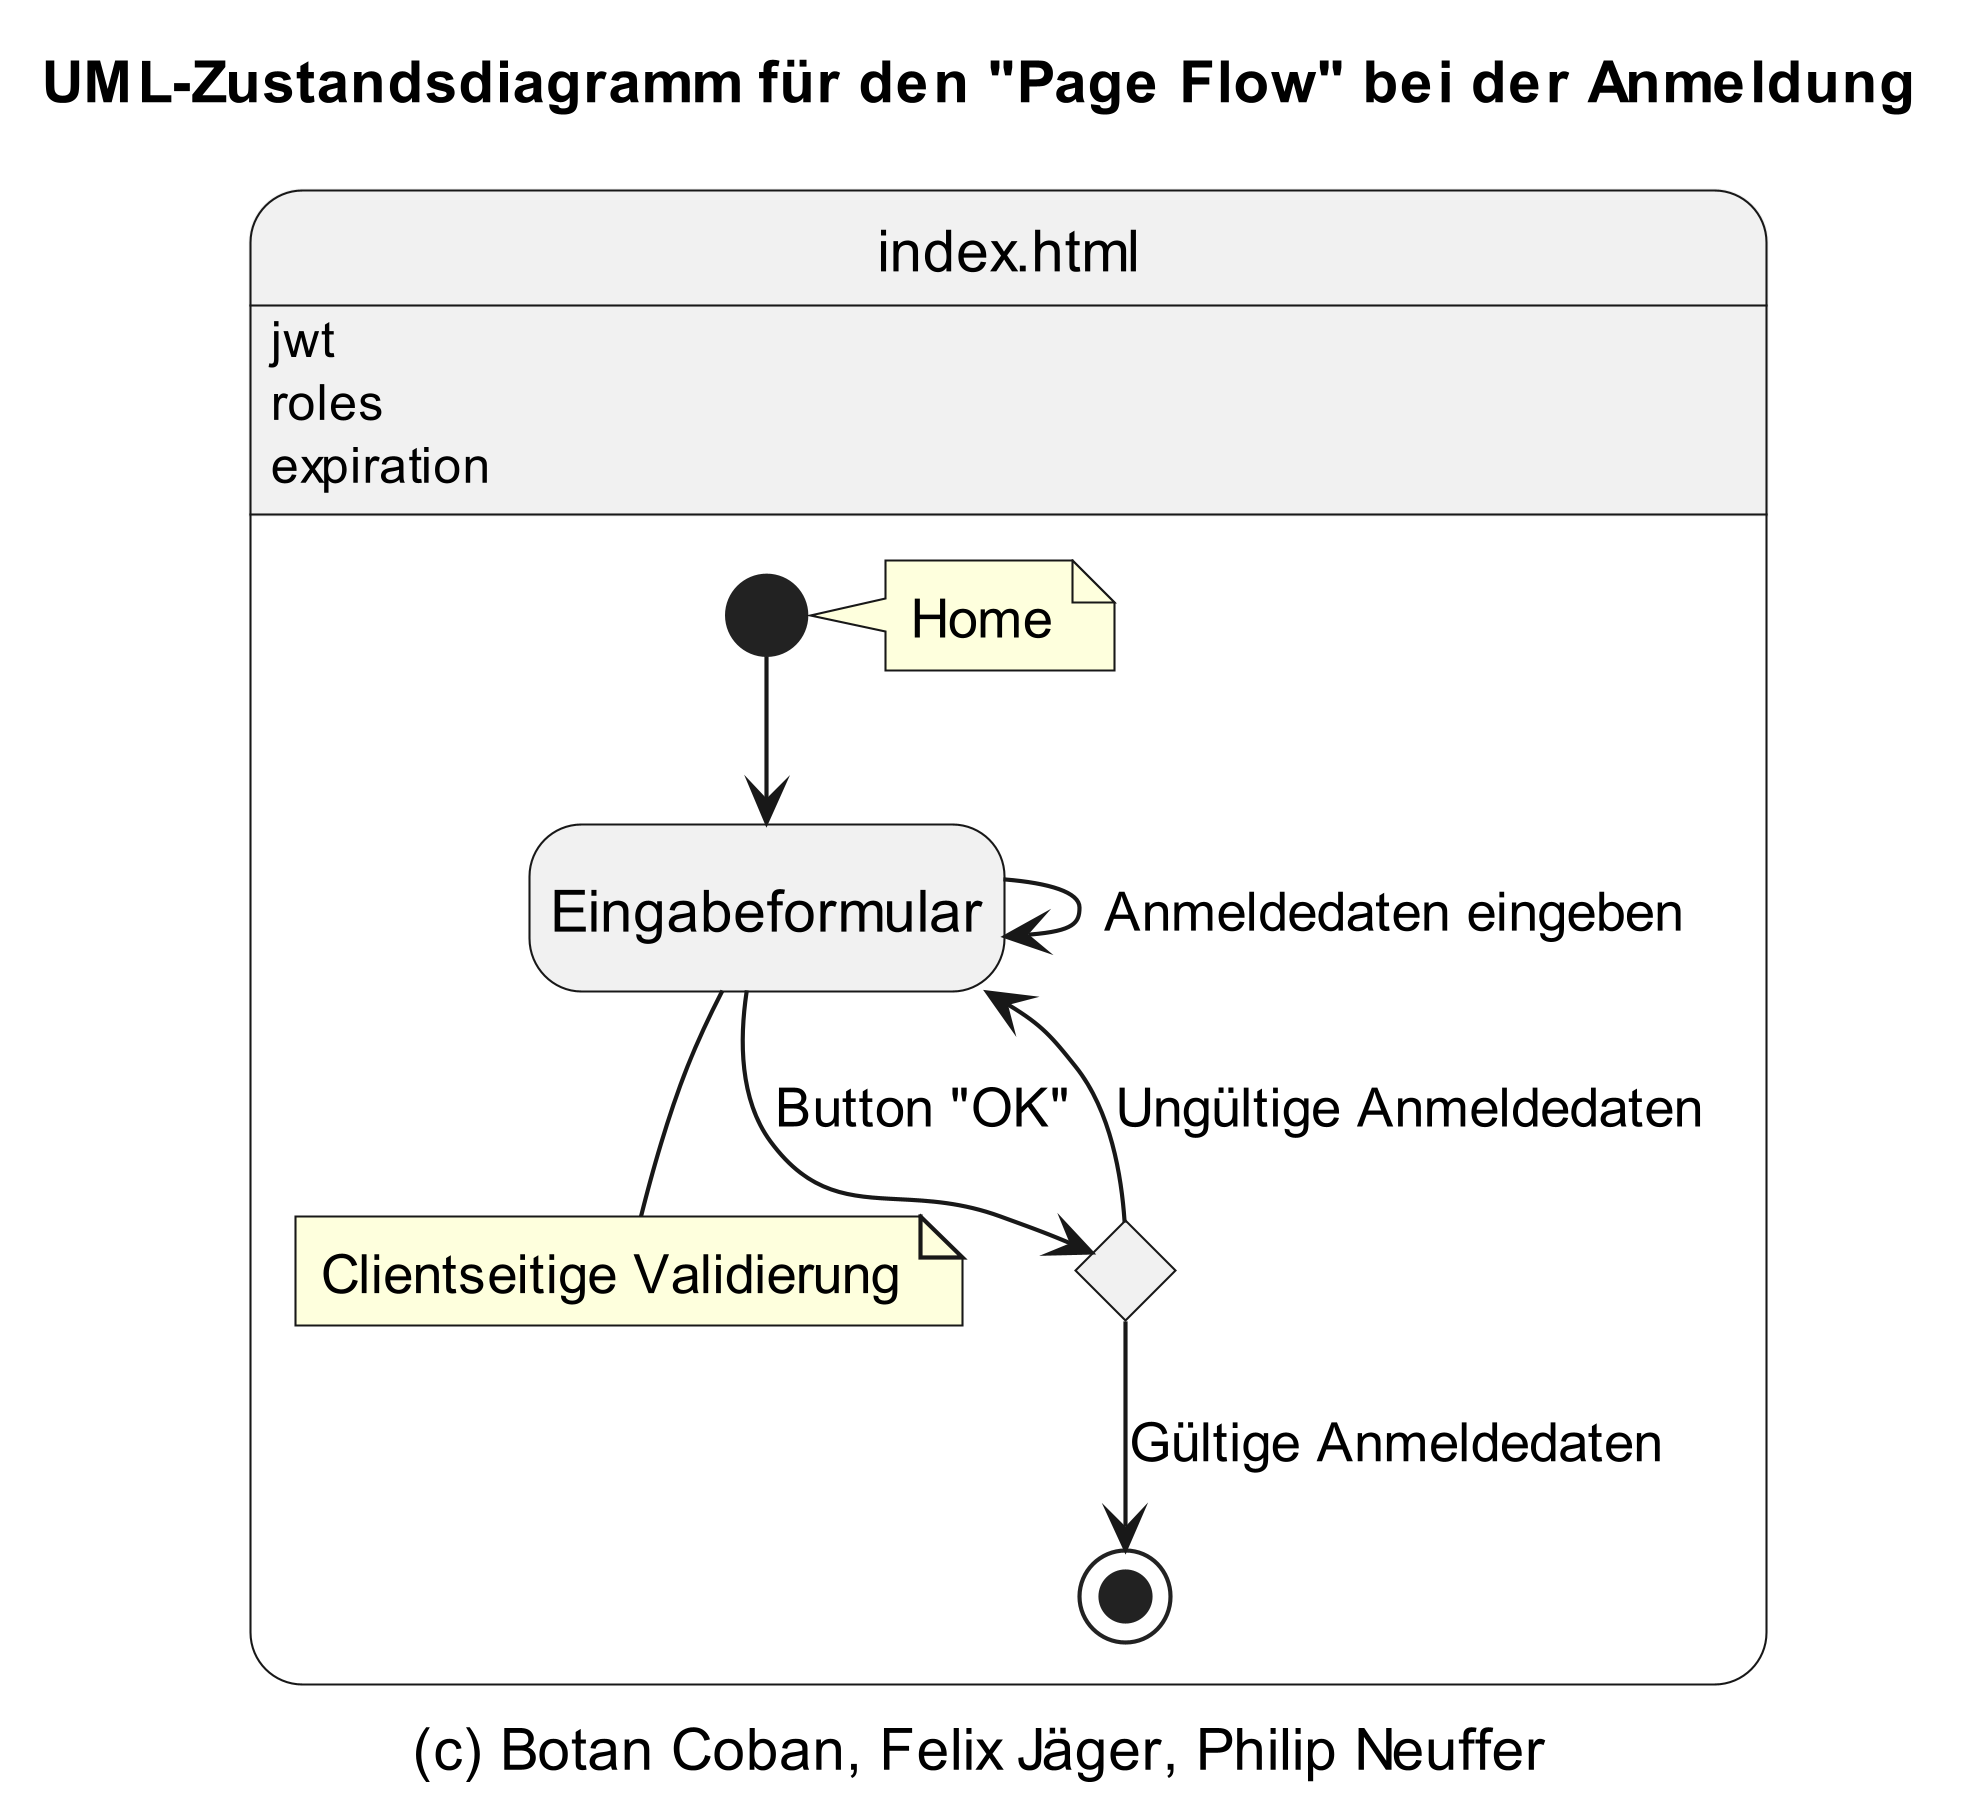 UML-Zustandsdiagramm für den "Page Flow" bei der Anmeldung
index.html
jwt
roles
expiration
Home
Eingabeformular
Anmeldedaten eingeben
Button "OK"
Ungültige Anmeldedaten
Clientseitige Validierung
Gültige Anmeldedaten
(c) Botan Coban, Felix Jäger, Philip Neuffer